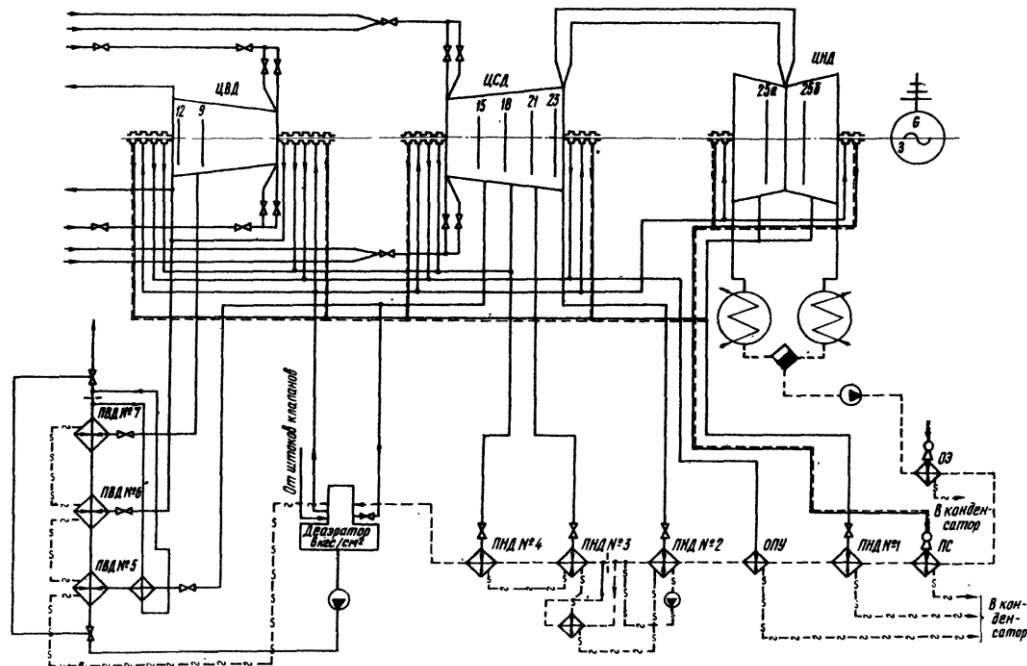 ЦВД
ЦСД
ЦНД
12
9
15
18
21
23
25а
25б
G
3
ПВД №7
ПВД №6
ПВД №5
От штоков клапанов
Деаэратор
6 кгс/см²
ПНД №4
ПНД №3
ПНД №2
ОПУ
ПНД №1
ПС
ОЭ
в конден-
сатор
в кон-
ден-
сатор